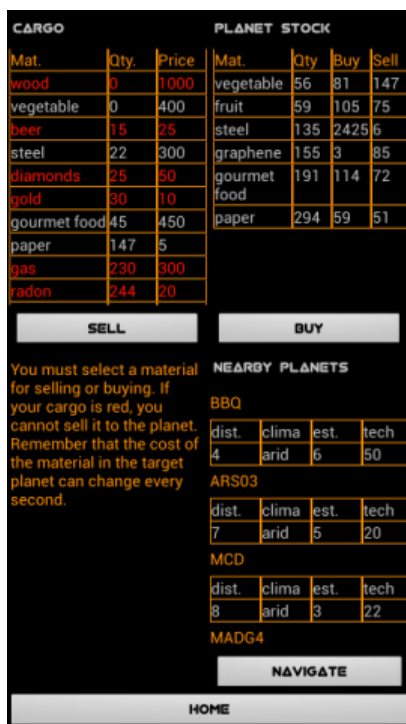 CARGO
Mat. Qty. Price
wood 0 1000
vegetable 0 400
beer 15 25
steel 22 300
diamonds 25 50
gold 30 10
gourmet food 45 450
paper 147 5
gas 230 300
radon 244 20
SELL
You must select a material
for selling or buying. If
your cargo is red, you
cannot sell it to the planet.
Remember that the cost of
the material in the target
planet can change every
second.
PLANET STOCK
Mat. Qty Buy Sell
vegetable 56 81 147
fruit 59 105 75
steel 135 2425 6
graphene 155 3 85
gourmet
food 191 114 72
paper 294 59 51
BUY
NEARBY PLANETS
BBQ
dist. clima est. tech
4 arid 6 50
ARS03
dist. clima est. tech
7 arid 5 20
MCD
dist. clima est. tech
8 arid 3 22
MADG4
NAVIGATE
HOME